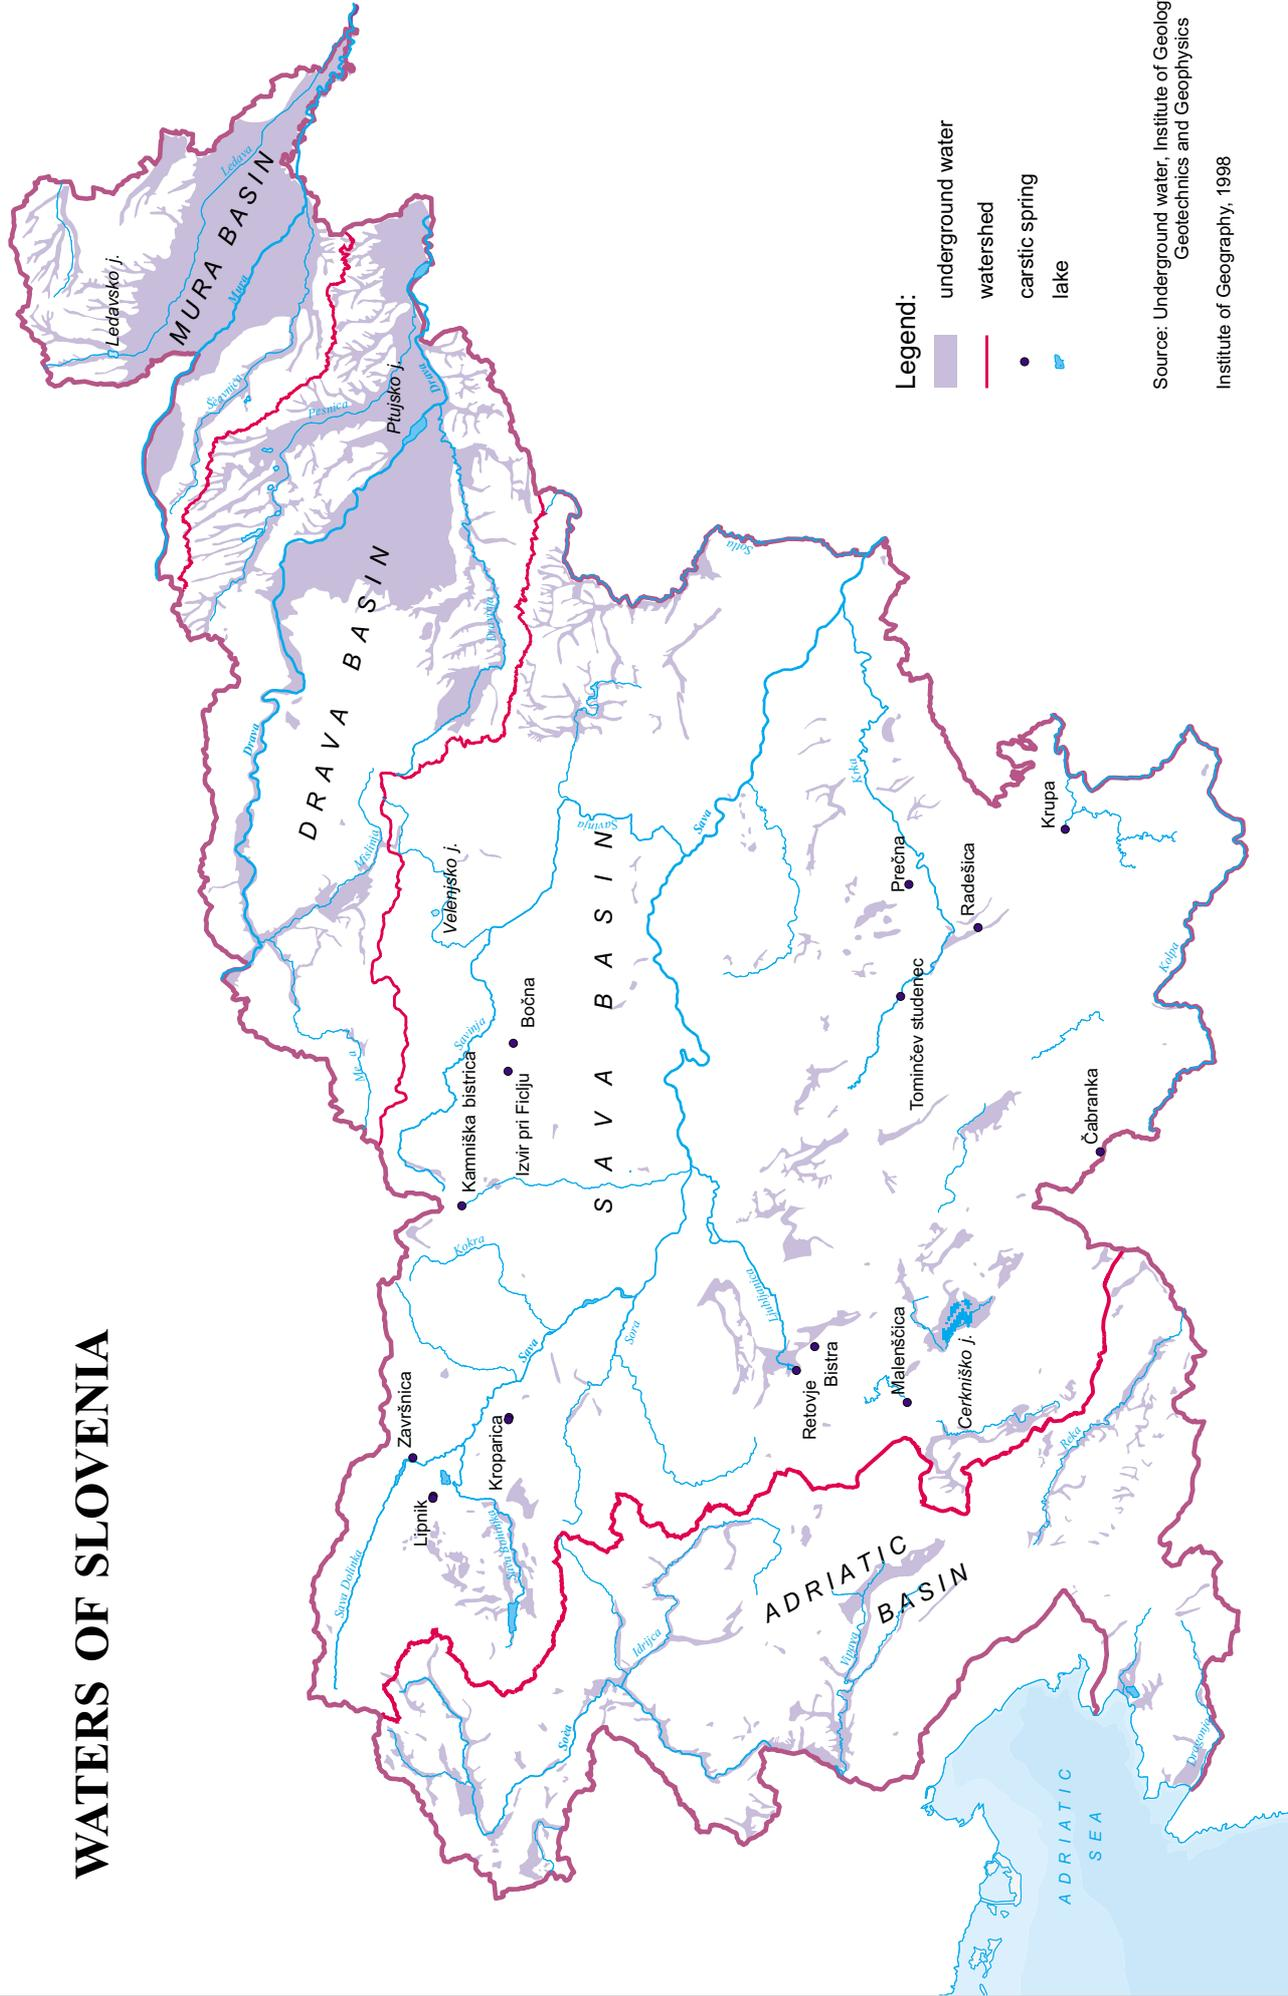 WATERS OF SLOVENIA
Ledavsko j.
Ledava
MURA BASIN
Mura
Ščavnica
Pesnica
Ptujsko j.
Drava
DRAVA BASIN
Dravinja
Drava
Mislinja
Velenjsko j.
Savinja
Savinja
Sotla
Kamniška bistrica
Izvir pri Ficlju
Bočna
SAVA BASIN
Sava
Krka
Prečna
Radešica
Krupa
Tominčev studenec
Kolpa
Čabranka
Kokra
Sava
Sora
Završnica
Lipnik
Kroparica
Sava Dolinka
Sava Bohinjka
Ljubljanica
Retovje
Bistra
Malenščica
Cerkniško j.
Reka
ADRIATIC
BASIN
Idrijca
Soča
Vipava
Dragonja
ADRIATIC
SEA
Legend:
underground water
watershed
carstic spring
lake
Source: Underground water, Institute of Geolog
Geotechnics and Geophysics
Institute of Geography, 1998